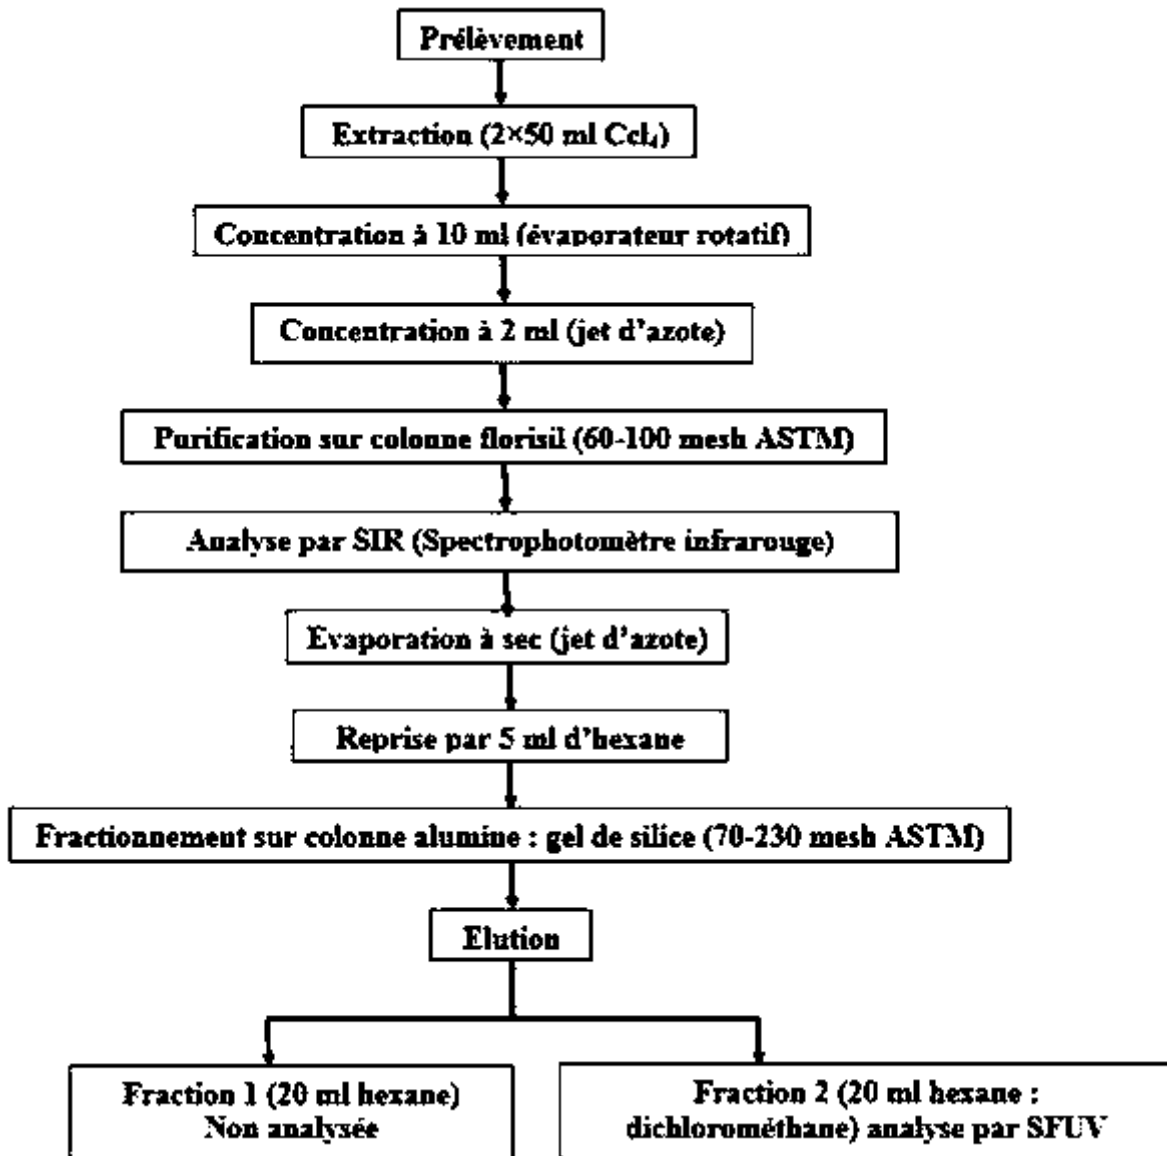 Prélèvement
Extraction (2×50 ml Ccl₄)
Concentration à 10 ml (évaporateur rotatif)
Concentration à 2 ml (jet d’azote)
Purification sur colonne florisil (60-100 mesh ASTM)
Analyse par SIR (Spectrophotomètre infrarouge)
Evaporation à sec (jet d’azote)
Reprise par 5 ml d’hexane
Fractionnement sur colonne alumine : gel de silice (70-230 mesh ASTM)
Elution
Fraction 1 (20 ml hexane)
Non analysée
Fraction 2 (20 ml hexane :
dichlorométhane) analyse par SFUV